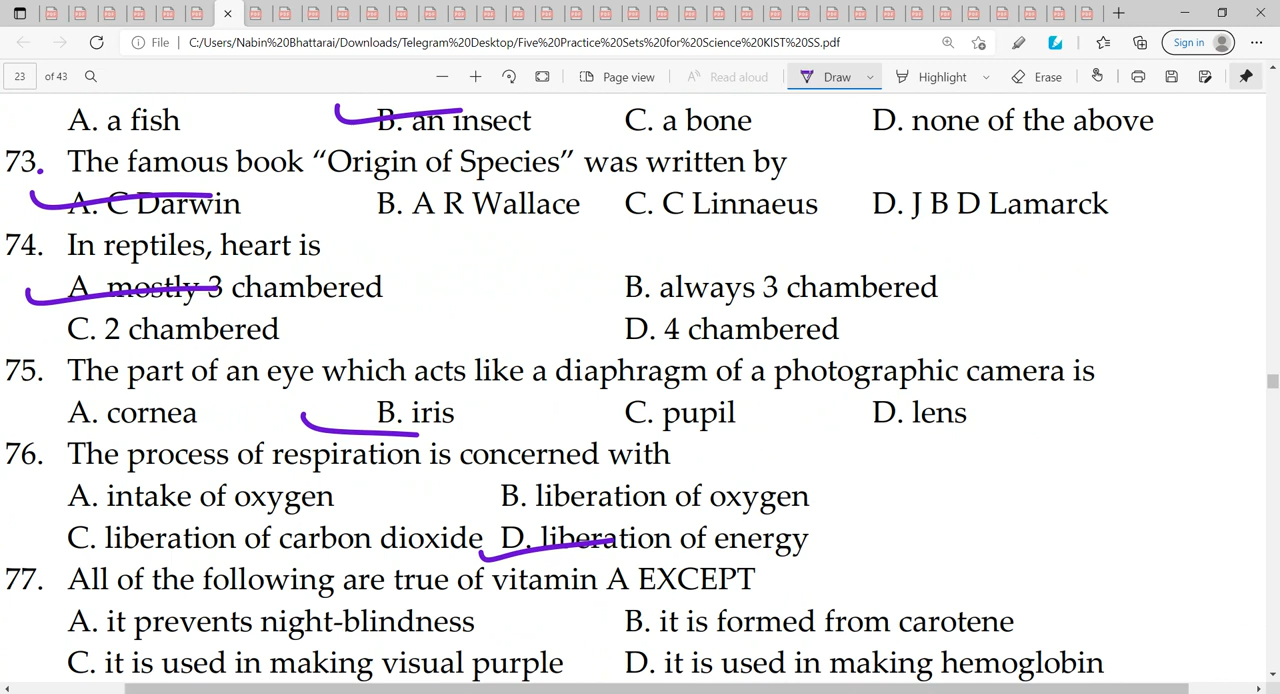 File
C:/Users/Nabin%20Bhattarai/Downloads/Telegram%20Desktop/Five%20Practice%20Sets%20for%20Science%20KIST%20SS.pdf
Sign in
23 of 43
Page view
Read aloud
Draw
Highlight
Erase
A. a fish B. an insect C. a bone D. none of the above
73. The famous book “Origin of Species” was written by
A. C Darwin B. A R Wallace C. C Linnaeus D. J B D Lamarck
74. In reptiles, heart is
A. mostly 3 chambered B. always 3 chambered
C. 2 chambered D. 4 chambered
75. The part of an eye which acts like a diaphragm of a photographic camera is
A. cornea B. iris C. pupil D. lens
76. The process of respiration is concerned with
A. intake of oxygen B. liberation of oxygen
C. liberation of carbon dioxide D. liberation of energy
77. All of the following are true of vitamin A EXCEPT
A. it prevents night-blindness B. it is formed from carotene
C. it is used in making visual purple D. it is used in making hemoglobin